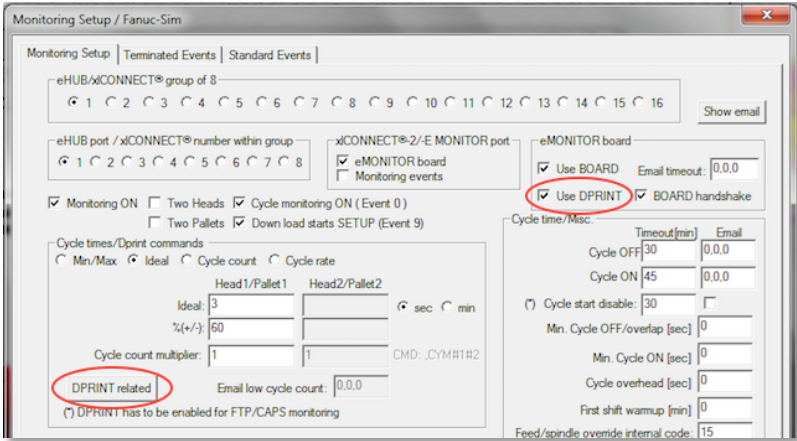 Monitoring Setup / Fanuc-Sim
Monitoring Setup Terminated Events Standard Events
eHUB/xlCONNECT® group of 8
1 2 3 4 5 6 7 8 9 10 11 12 13 14 15 16
Show email
eHUB port / xlCONNECT® number within group
1 2 3 4 5 6 7 8
xlCONNECT®-2/-E MONITOR port
eMONITOR board
Monitoring events
eMONITOR board
Use BOARD Email timeout: 0,0,0
Use DPRINT BOARD handshake
Monitoring ON Two Heads Cycle monitoring ON ( Event 0 )
Two Pallets Down load starts SETUP (Event 9)
Cycle times/Dprint commands
Min/Max Ideal Cycle count Cycle rate
Head1/Pallet1 Head2/Pallet2
Ideal: 3 sec min
%(+/-): 60
Cycle count multiplier: 1 1 CMD: ,CYM#1#2
DPRINT related Email low cycle count: 0,0,0
(*) DPRINT has to be enabled for FTP/CAPS monitoring
Cycle time/Misc.
Timeout[min] Email
Cycle OFF 30 0,0,0
Cycle ON 45 0,0,0
(*) Cycle start disable: 30
Min. Cycle OFF/overlap [sec] 0
Min. Cycle ON [sec] 0
Cycle overhead [sec] 0
First shift warmup [min] 0
Feed/spindle override internal code: 15